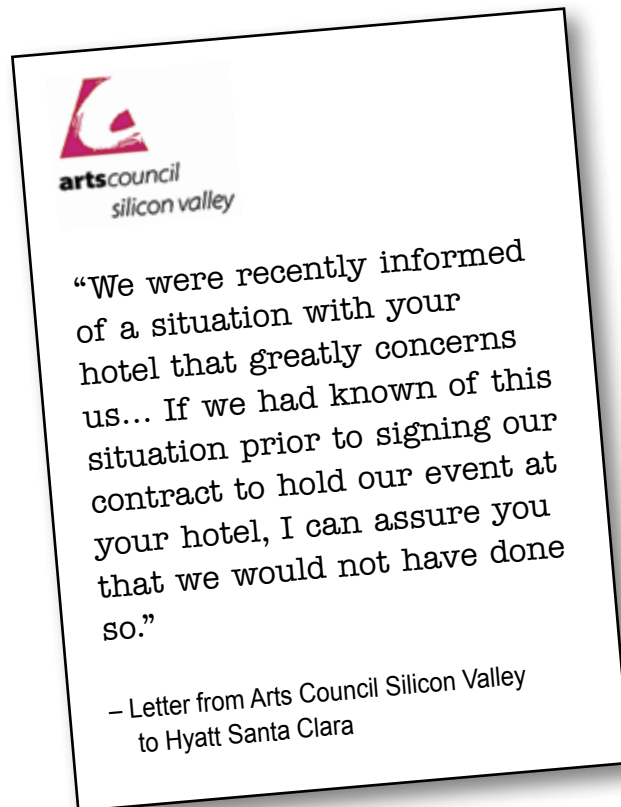 artscouncil
silicon valley
“We were recently informed
of a situation with your
hotel that greatly concerns
us... If we had known of this
situation prior to signing our
contract to hold our event at
your hotel, I can assure you
that we would not have done
so.”
– Letter from Arts Council Silicon Valley
to Hyatt Santa Clara